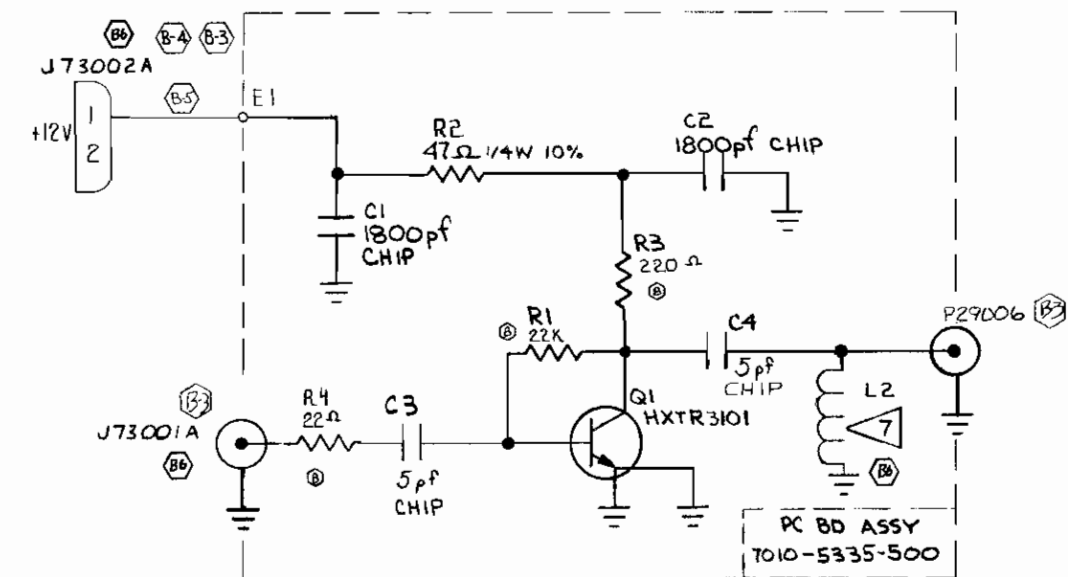 B6 B-4 B-3
J73002A
B-5
E1
+12V
1
2
R2
47Ω 1/4W 10%
C2
1800pf CHIP
C1
1800pf
CHIP
R3
220 Ω
B
P29006 B3
B
R1
22K
C4
5pf
CHIP
L2
7
B6
Q1
HXTR3101
B3
J73001A
B6
R4
22Ω
B
C3
5pf
CHIP
PC BD ASSY
7010-5335-500